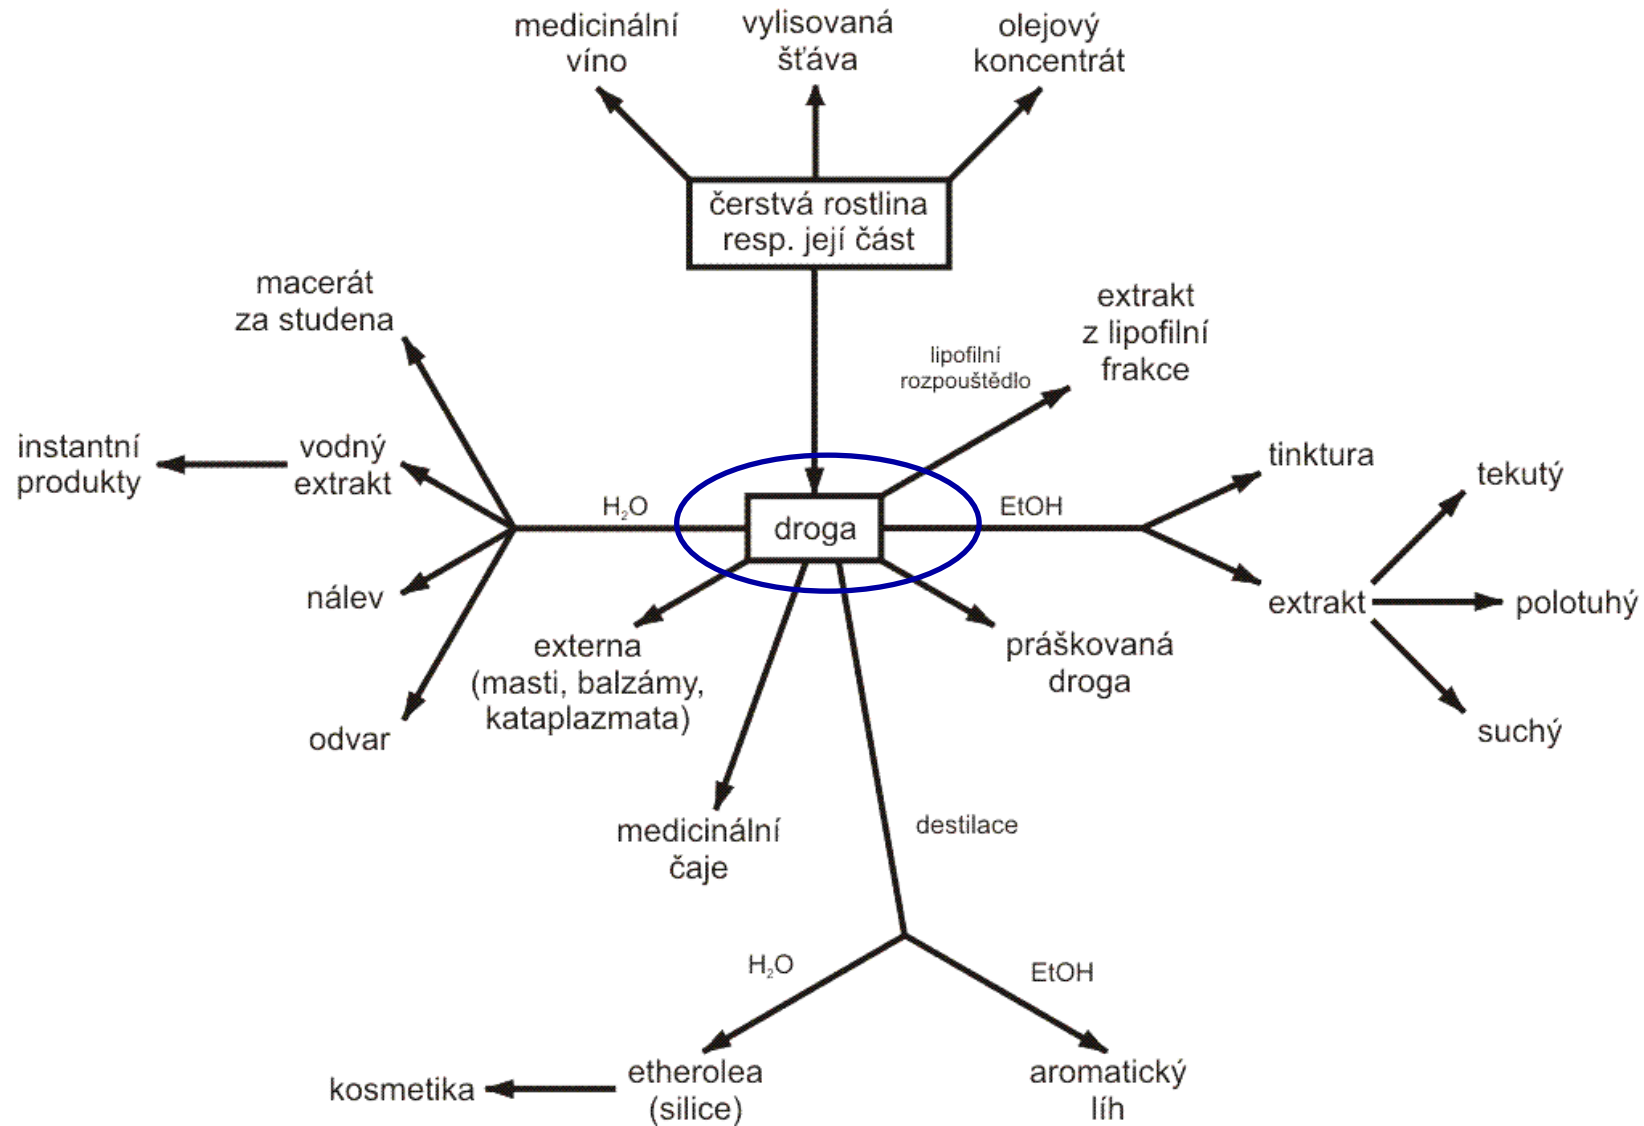 medicinální
víno
vylisovaná
šťáva
olejový
koncentrát
čerstvá rostlina
resp. její část
macerát
za studena
extrakt
z lipofilní
frakce
lipofilní
rozpouštědlo
instantní
produkty
vodný
extrakt
H₂O
droga
EtOH
tinktura
tekutý
nálev
extrakt
polotuhý
externa
(masti, balzámy,
kataplazmata)
práškovaná
droga
odvar
suchý
medicinální
čaje
destilace
H₂O
EtOH
kosmetika
etherolea
(silice)
aromatický
líh